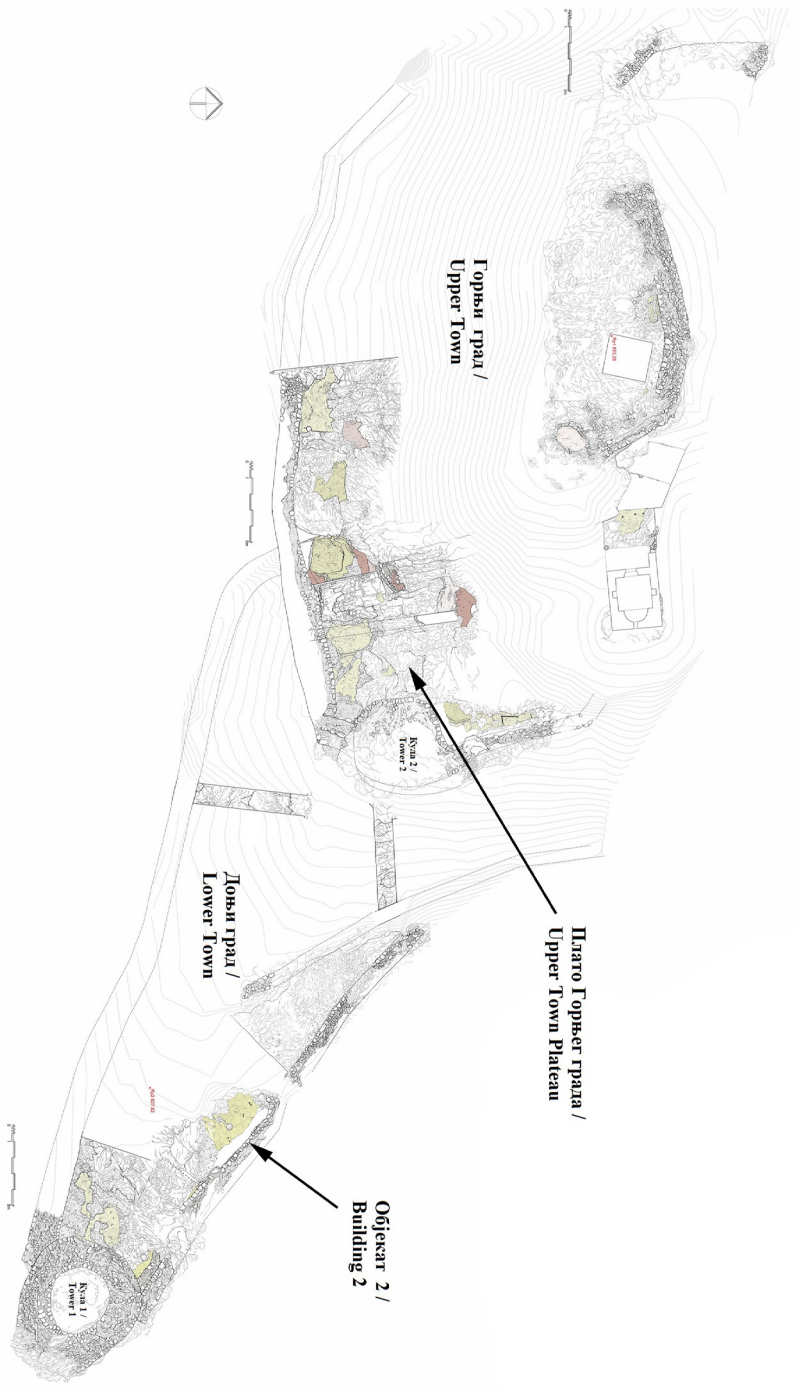 Горњи град /
Upper Town
Кула 2 /
Tower 2
Плато Горњег града /
Upper Town Plateau
Доњи град /
Lower Town
Објекат 2 /
Building 2
Кула 1 /
Tower 1